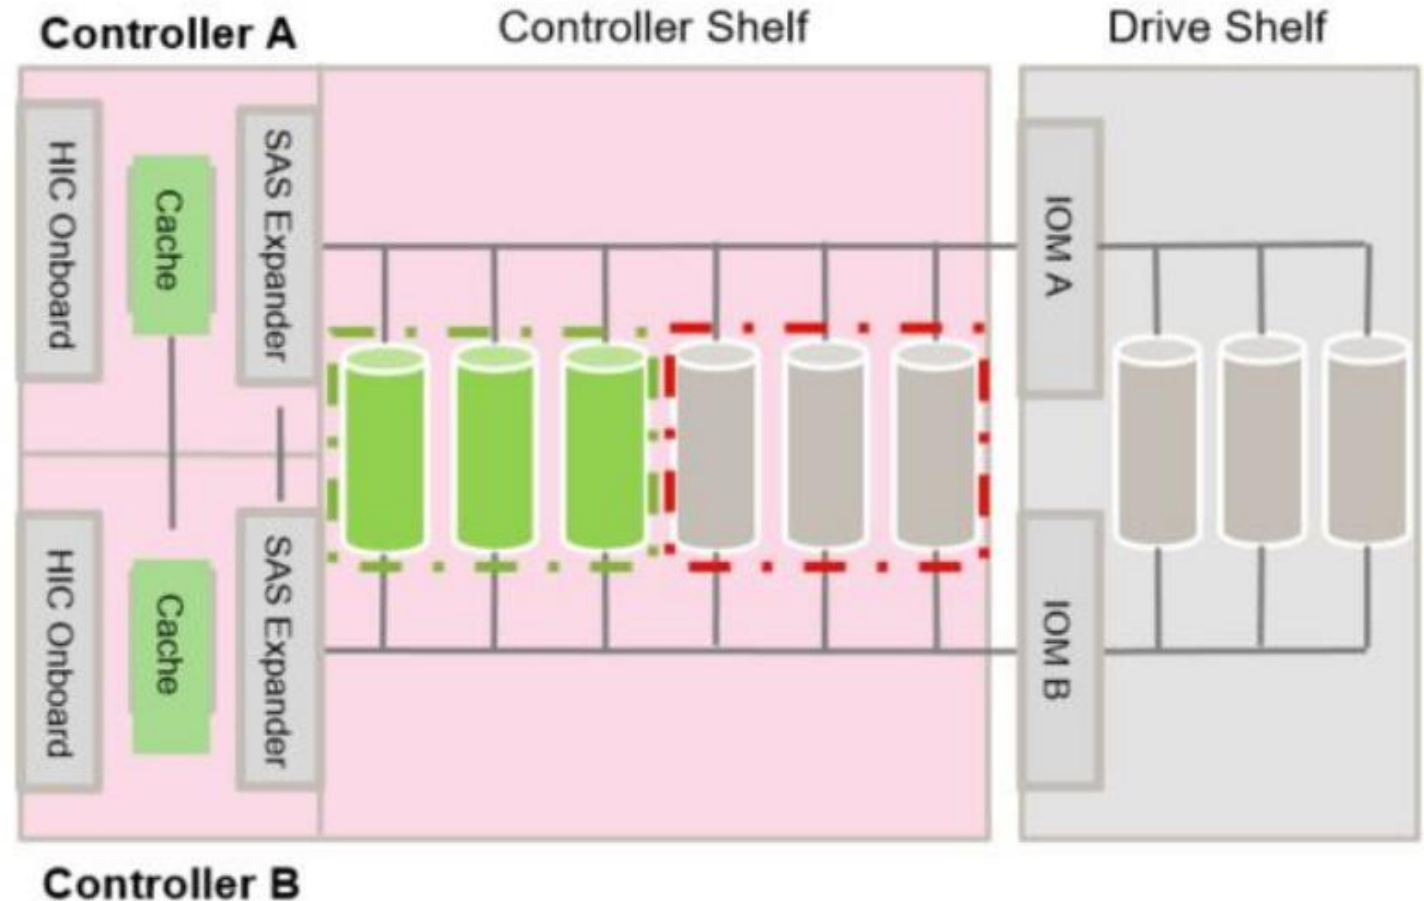 Controller A
Controller Shelf
Drive Shelf
HIC Onboard
Cache
SAS Expander
IOM A
HIC Onboard
Cache
SAS Expander
IOM B
Controller B